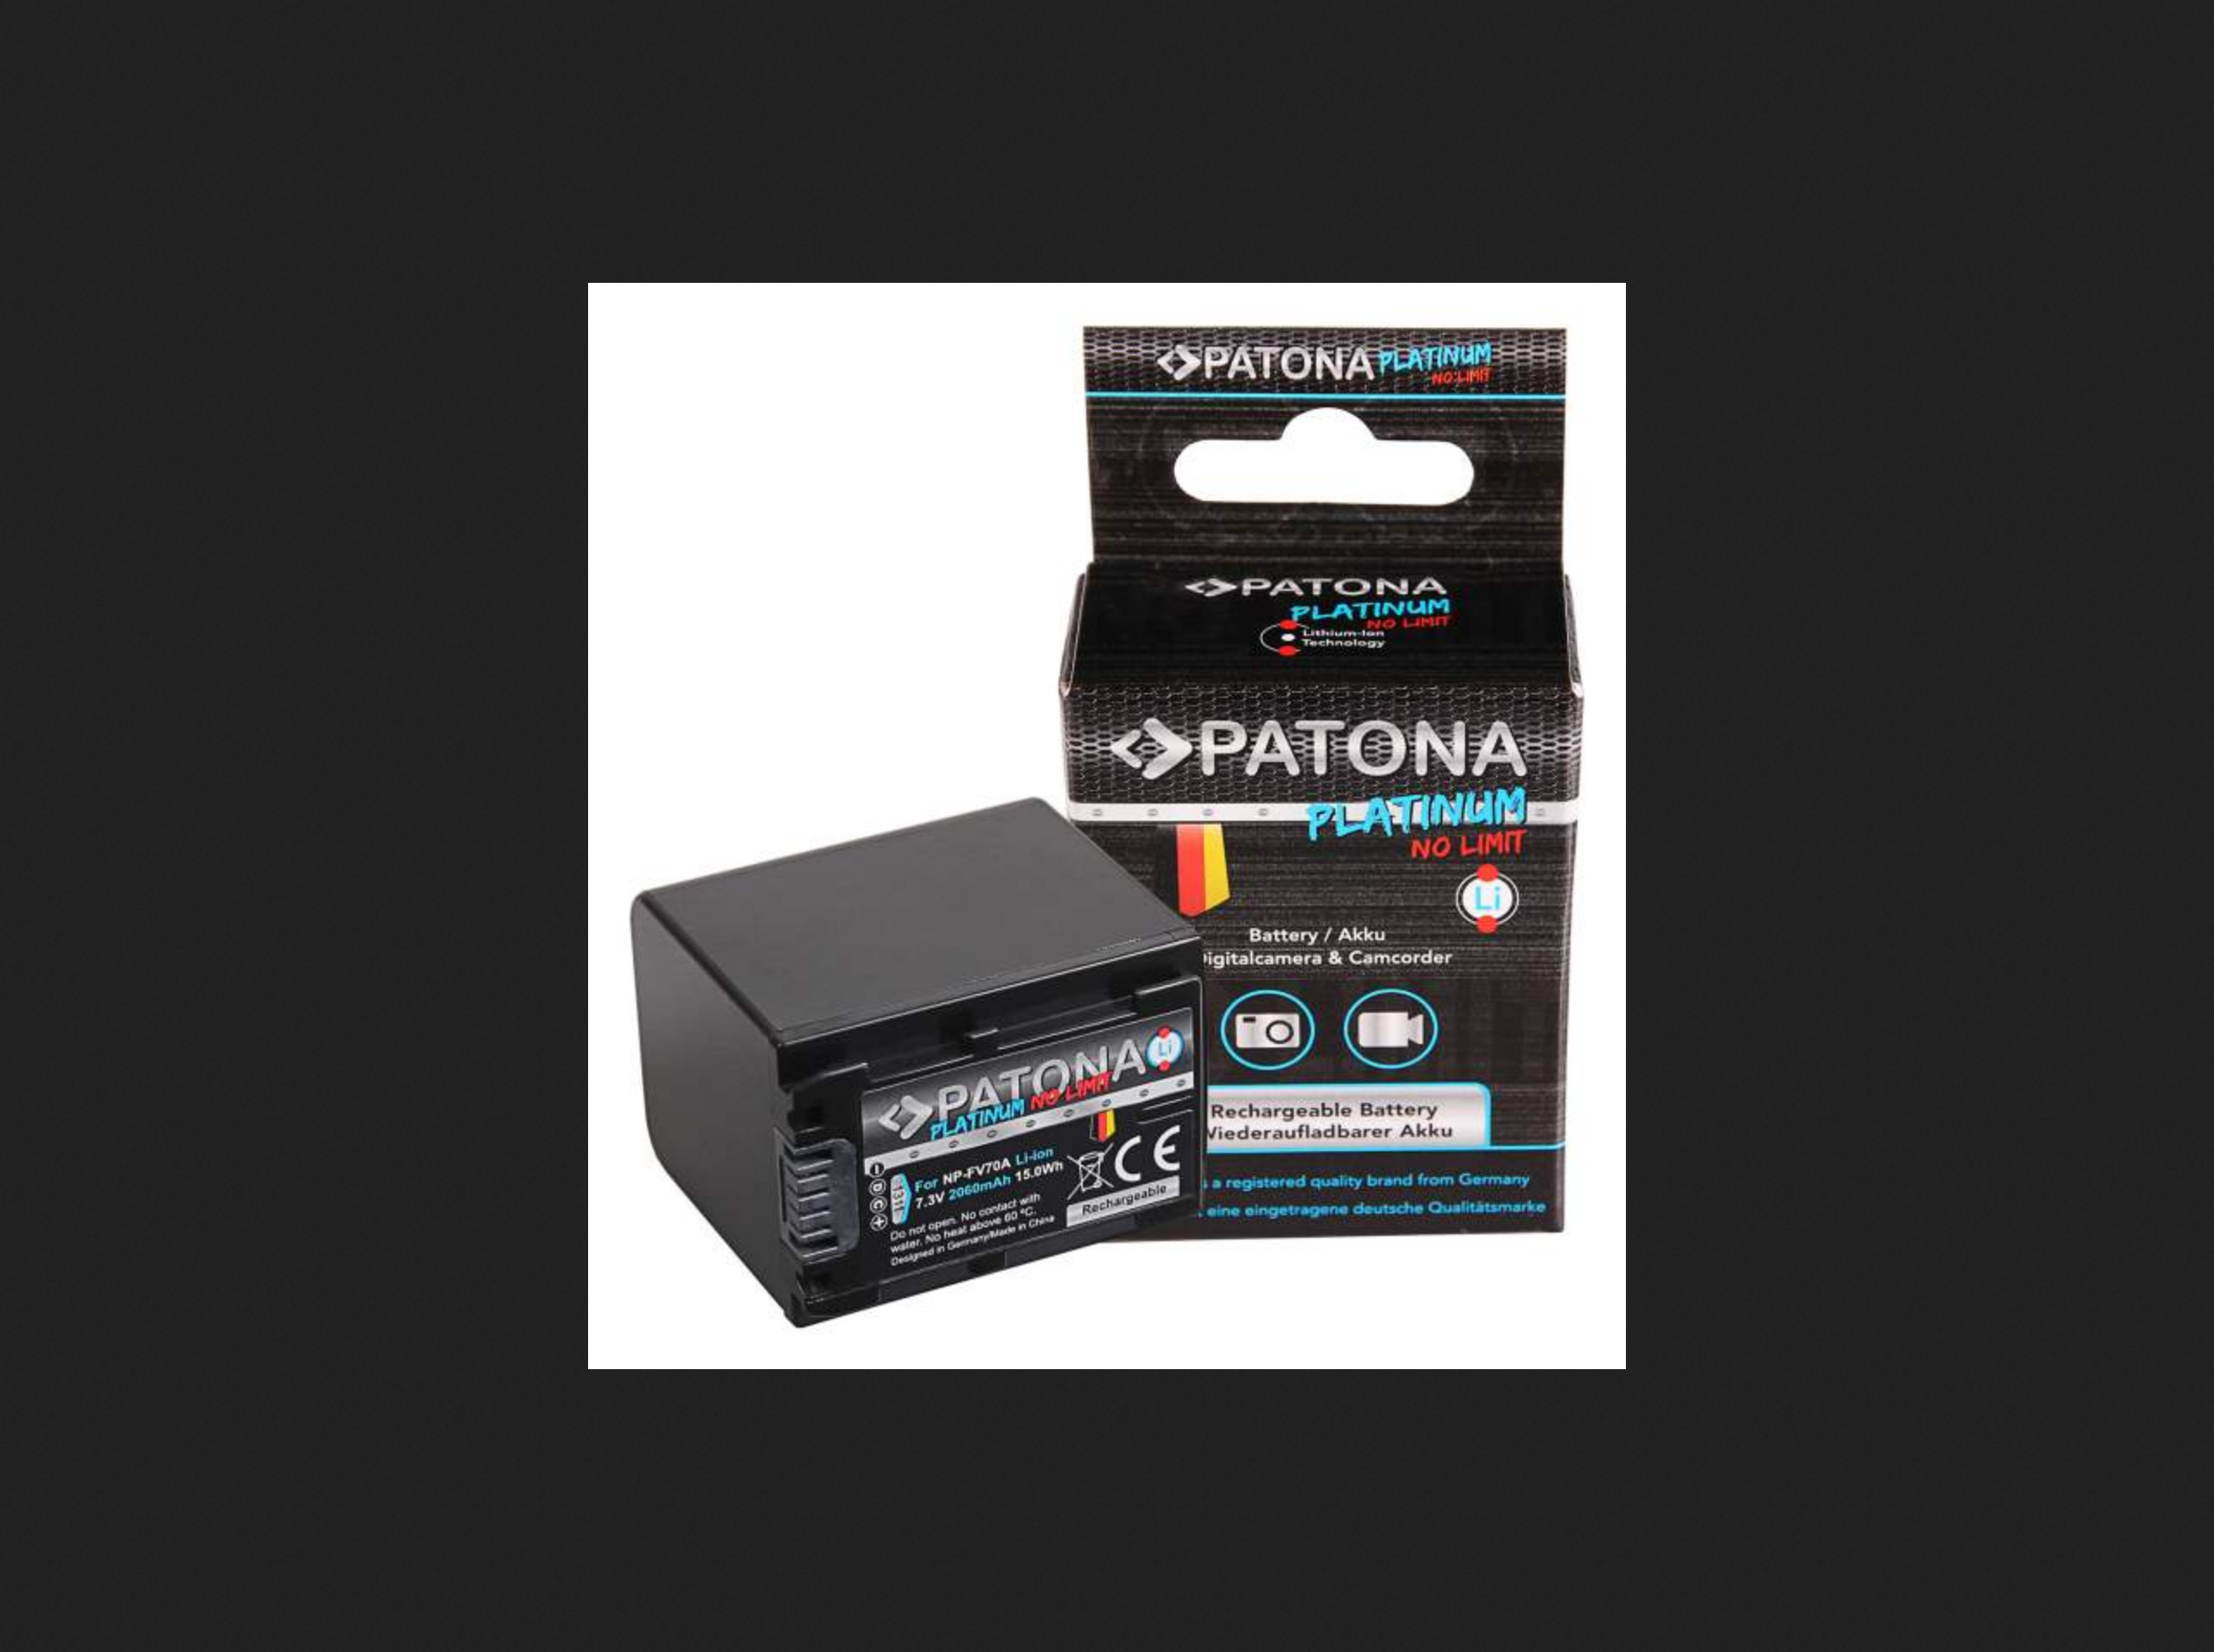 PATONA PLATINUM
NO LIMIT
PATONA
PLATINUM
NO LIMIT
Lithium-Ion
Technology
PATONA
PLATINUM
NO LIMIT
Li
Battery / Akku
igitalcamera & Camcorder
Rechargeable Battery
Wiederaufladbarer Akku
a registered quality brand from Germany
eine eingetragene deutsche Qualitätsmarke
PATONA Li
PLATINUM NO LIMIT
For NP-FV70A Li-ion
7.3V 2060mAh 15.0Wh
CE
Do not open. No contact with
water. No heat above 60 °C.
Designed in Germany/Made in China
Rechargeable